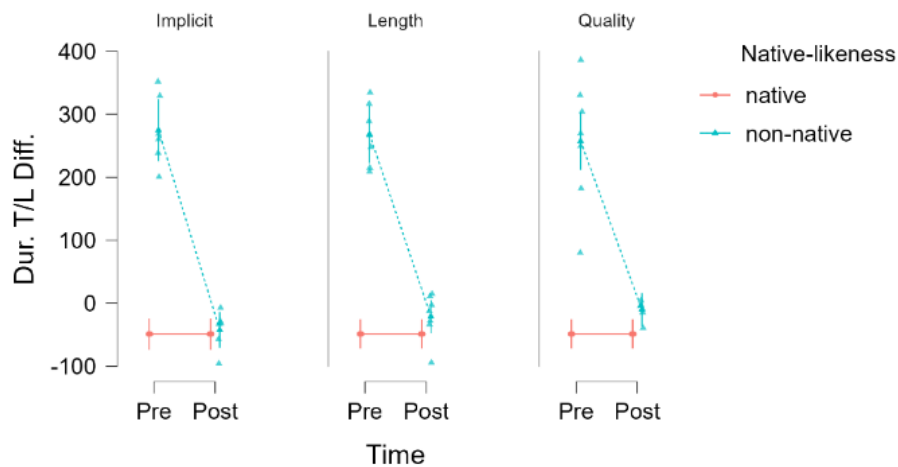 Implicit
Length
Quality
Native-likeness
native
non-native
Dur. T/L Diff.
400
300
200
100
0
-100
Pre Post
Pre Post
Pre Post
Time